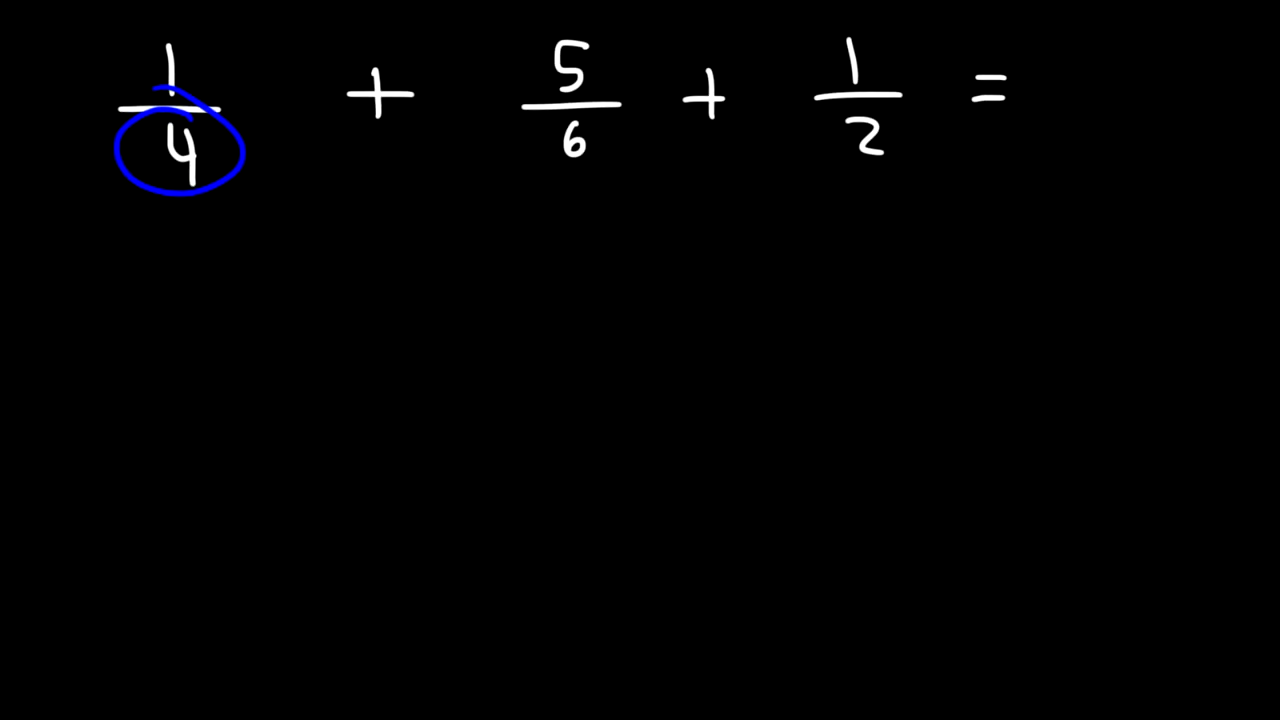 1/4 + 5/6 + 1/2 =